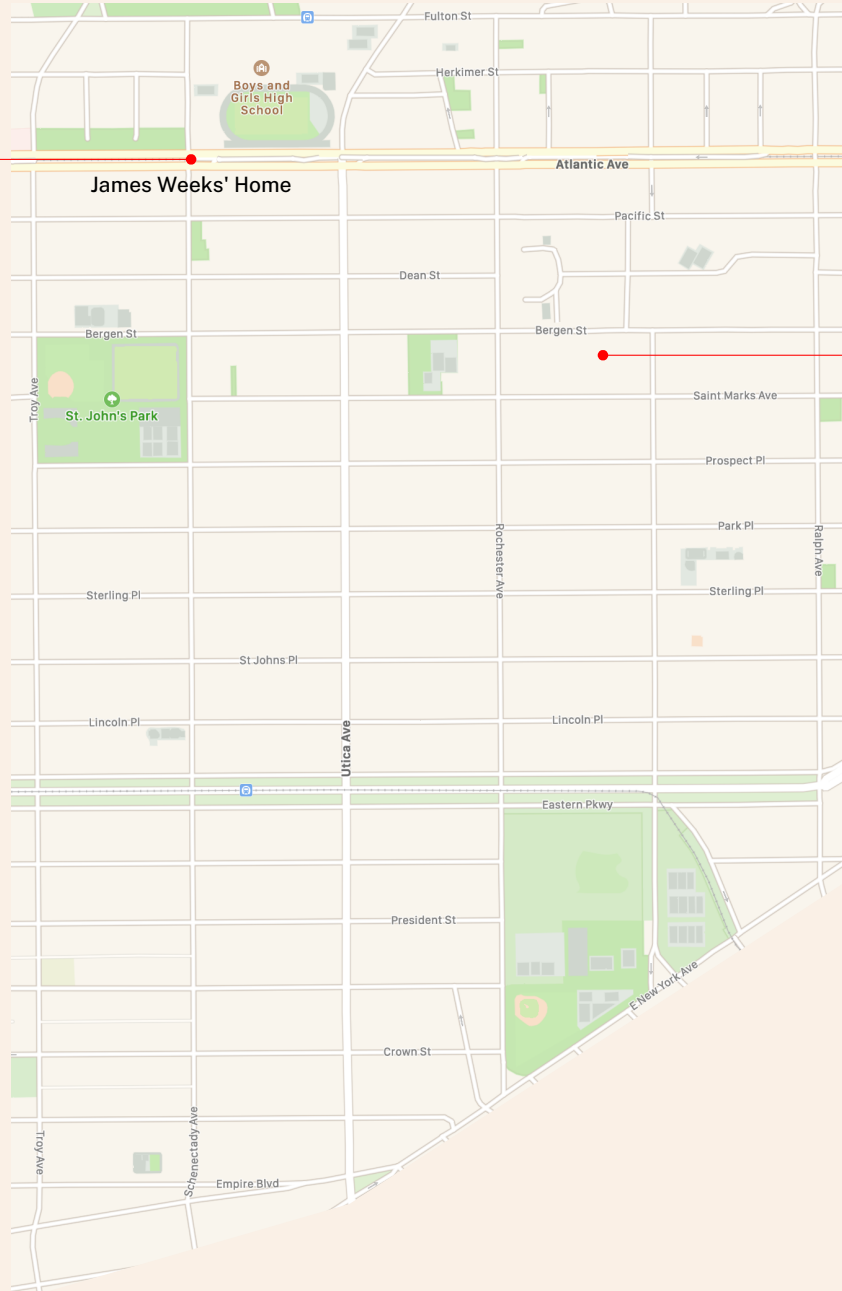 Fulton St
Herkimer St
Boys and
Girls High
School
Atlantic Ave
James Weeks' Home
Pacific St
Dean St
Bergen St
Bergen St
Troy Ave
Saint Marks Ave
St. John's Park
Prospect Pl
Rochester Ave
Park Pl
Ralph Ave
Sterling Pl
Sterling Pl
St Johns Pl
Lincoln Pl
Lincoln Pl
Utica Ave
Eastern Pkwy
President St
E New York Ave
Crown St
Troy Ave
Schenectady Ave
Empire Blvd